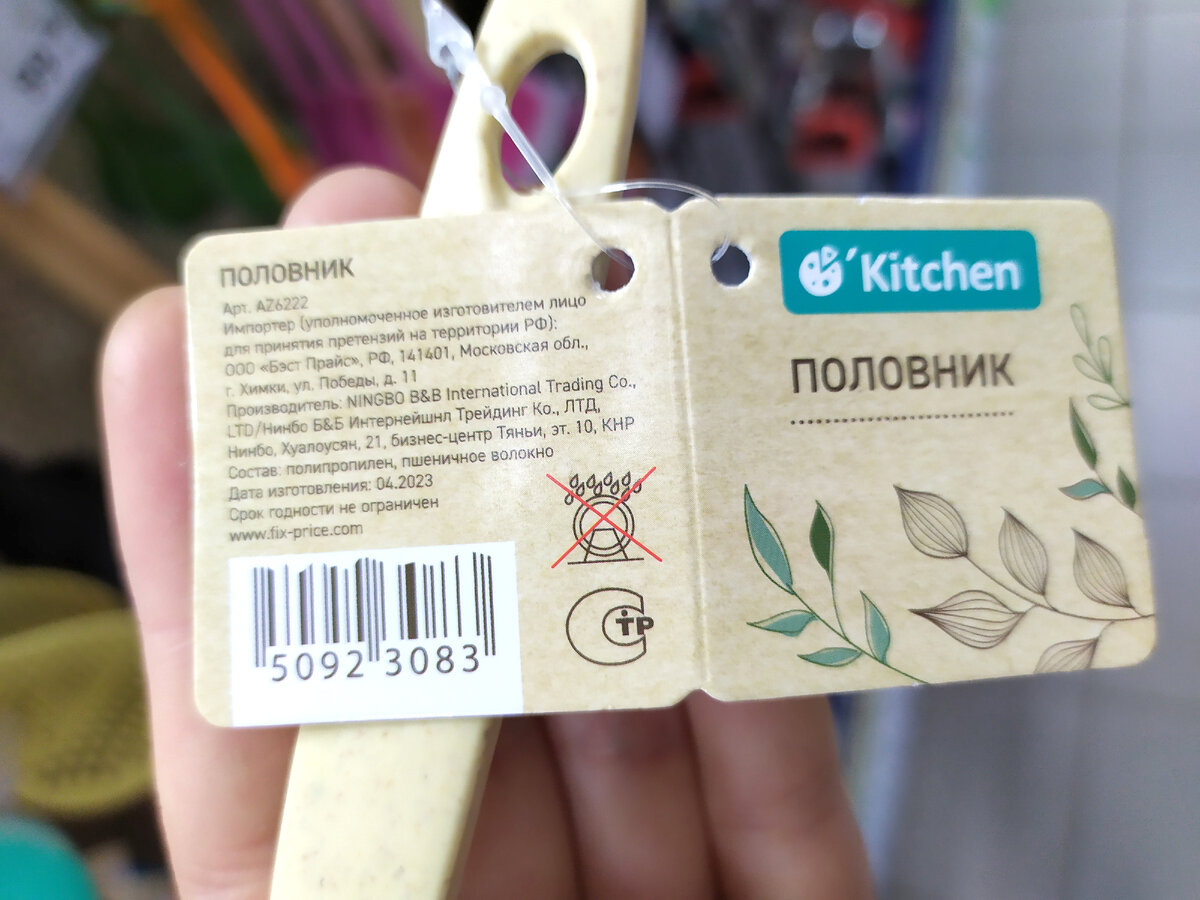 ПОЛОВНИК
Арт. AZ6222
Импортер (уполномоченное изготовителем лицо
для принятия претензий на территории РФ):
ООО «Бэст Прайс», РФ, 141401, Московская обл.,
г. Химки, ул. Победы, д. 11
Производитель: NINGBO B&B International Trading Co.,
LTD/Нинбо Б&Б Интернейшнл Трейдинг Ко., ЛТД,
Нинбо, Хуалоусян, 21, бизнес-центр Тяньи, эт. 10, КНР
Состав: полипропилен, пшеничное волокно
Дата изготовления: 04.2023
Срок годности не ограничен
www.fix-price.com
5092 3083
СТР
Kitchen
ПОЛОВНИК